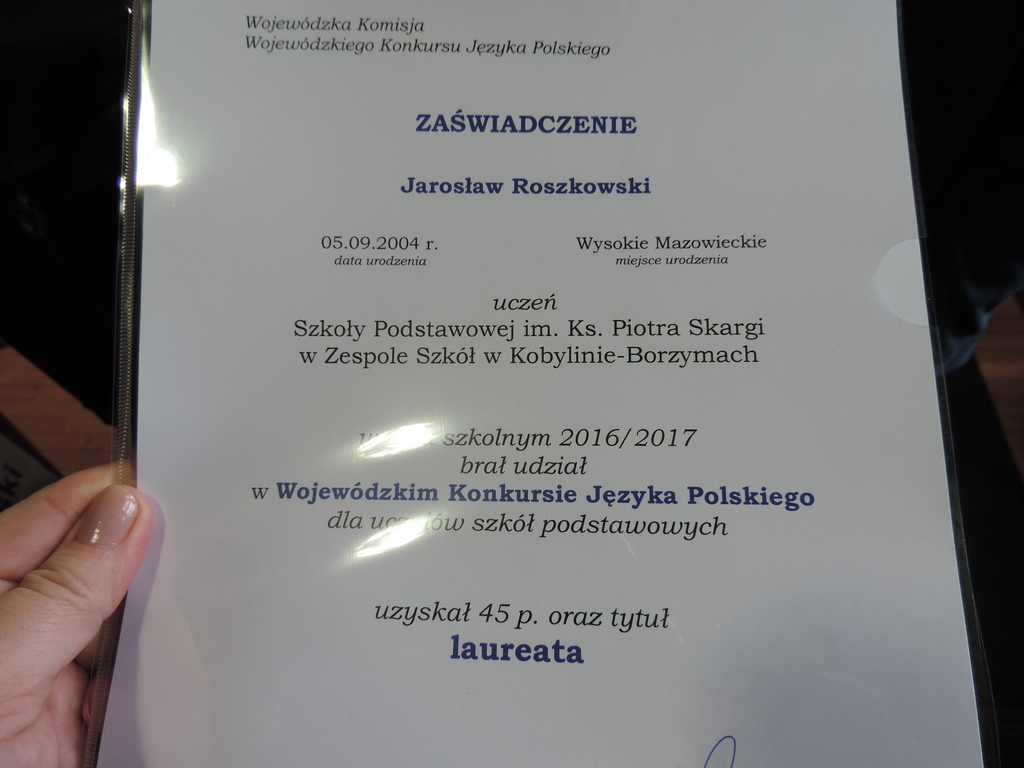 Wojewódzka Komisja
Wojewódzkiego Konkursu Języka Polskiego
ZAŚWIADCZENIE
Jarosław Roszkowski
05.09.2004 r. Wysokie Mazowieckie
data urodzenia miejsce urodzenia
uczeń
Szkoły Podstawowej im. Ks. Piotra Skargi
w Zespole Szkół w Kobylinie-Borzymach
w szkolnym 2016/2017
brał udział
w Wojewódzkim Konkursie Języka Polskiego
dla uczniów szkół podstawowych
uzyskał 45 p. oraz tytuł
laureata